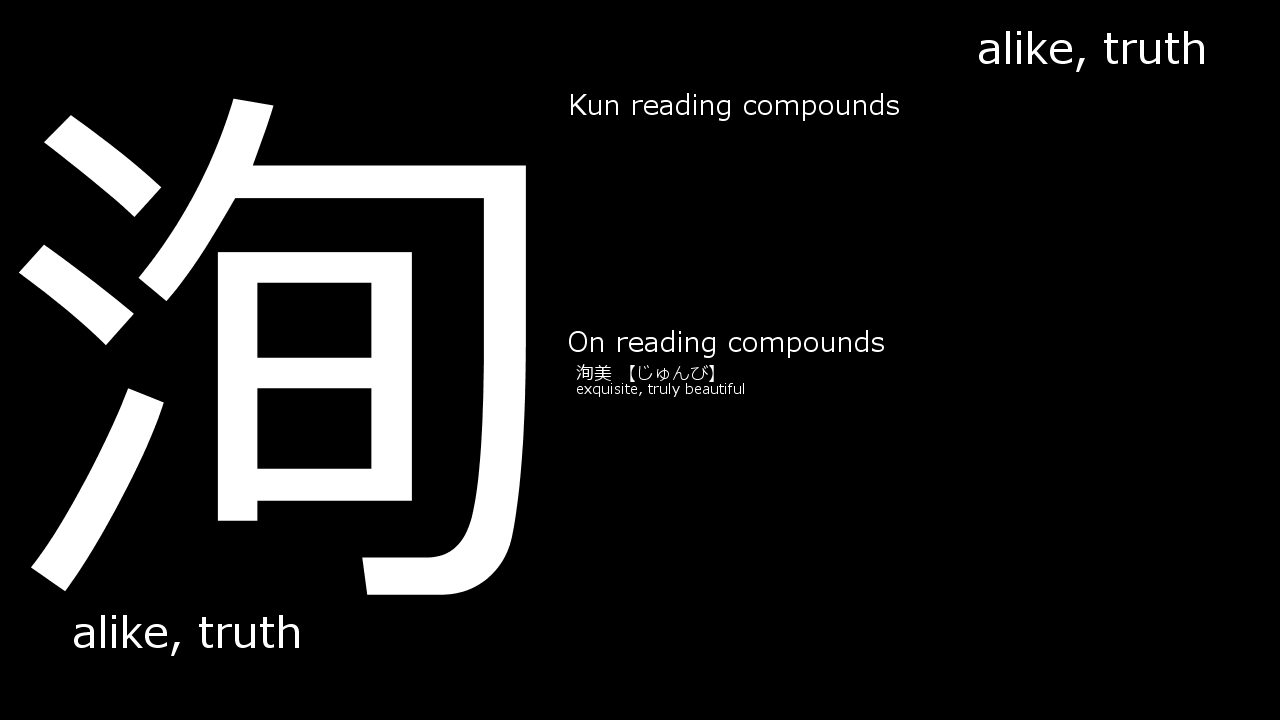 alike, truth
洵
Kun reading compounds
On reading compounds
洵美 【じゅんび】
exquisite, truly beautiful
alike, truth